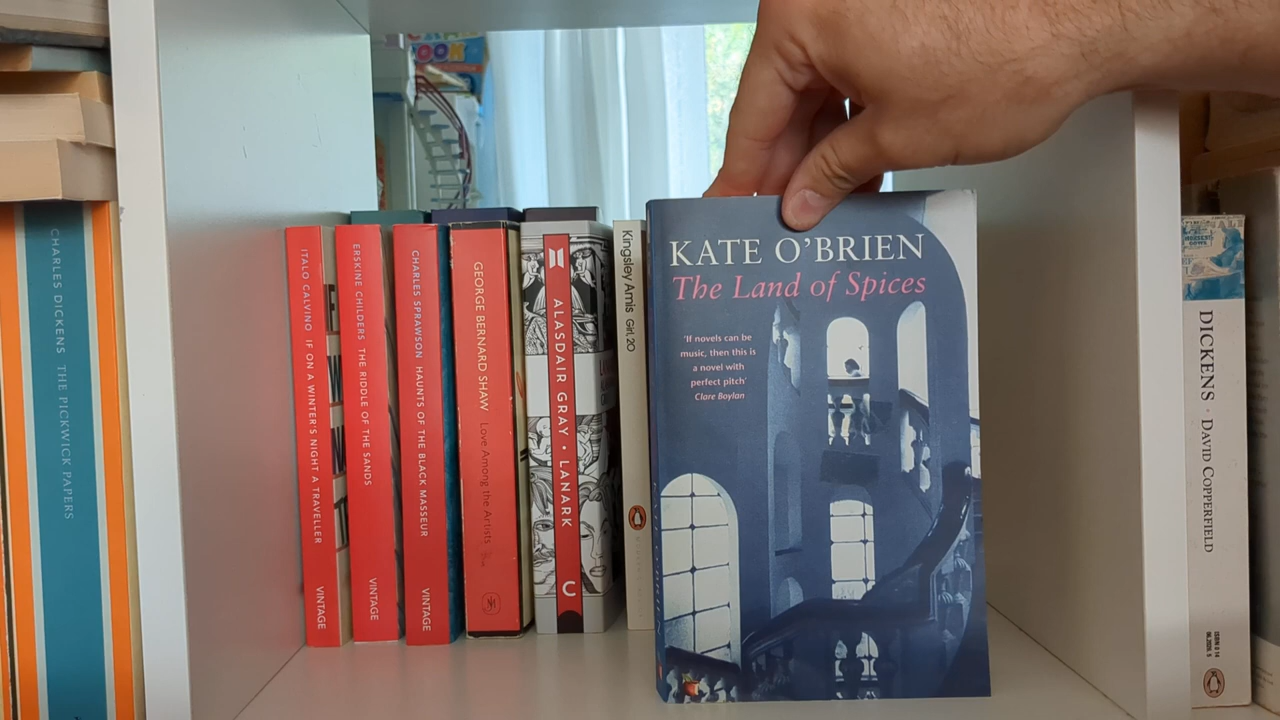 CHARLES DICKENS THE PICKWICK PAPERS
ITALO CALVINO IF ON A WINTER'S NIGHT A TRAVELLER
VINTAGE
ERSKINE CHILDERS THE RIDDLE OF THE SANDS
VINTAGE
CHARLES SPRAWSON HAUNTS OF THE BLACK MASSEUR
VINTAGE
GEORGE BERNARD SHAW Love Among the Artists
ALASDAIR GRAY • LANARK
Kingsley Amis Girl, 20
KATE O'BRIEN
The Land of Spices
'If novels can be
music, then this is
a novel with
perfect pitch'
Clare Boylan
DICKENS · DAVID COPPERFIELD